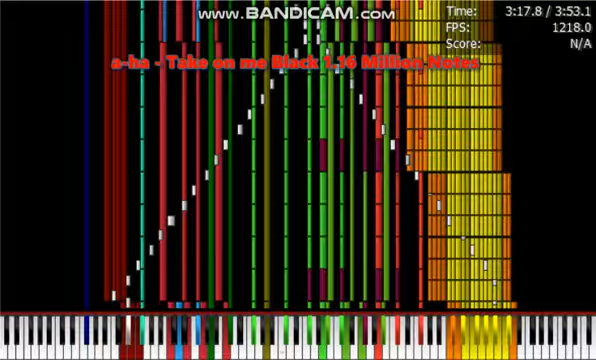 www.BANDICAM.com
Time: 3:17.8 / 3:53.1
FPS: 1218.0
Score: N/A
a-ha - Take on me Black 1.16 Million Notes